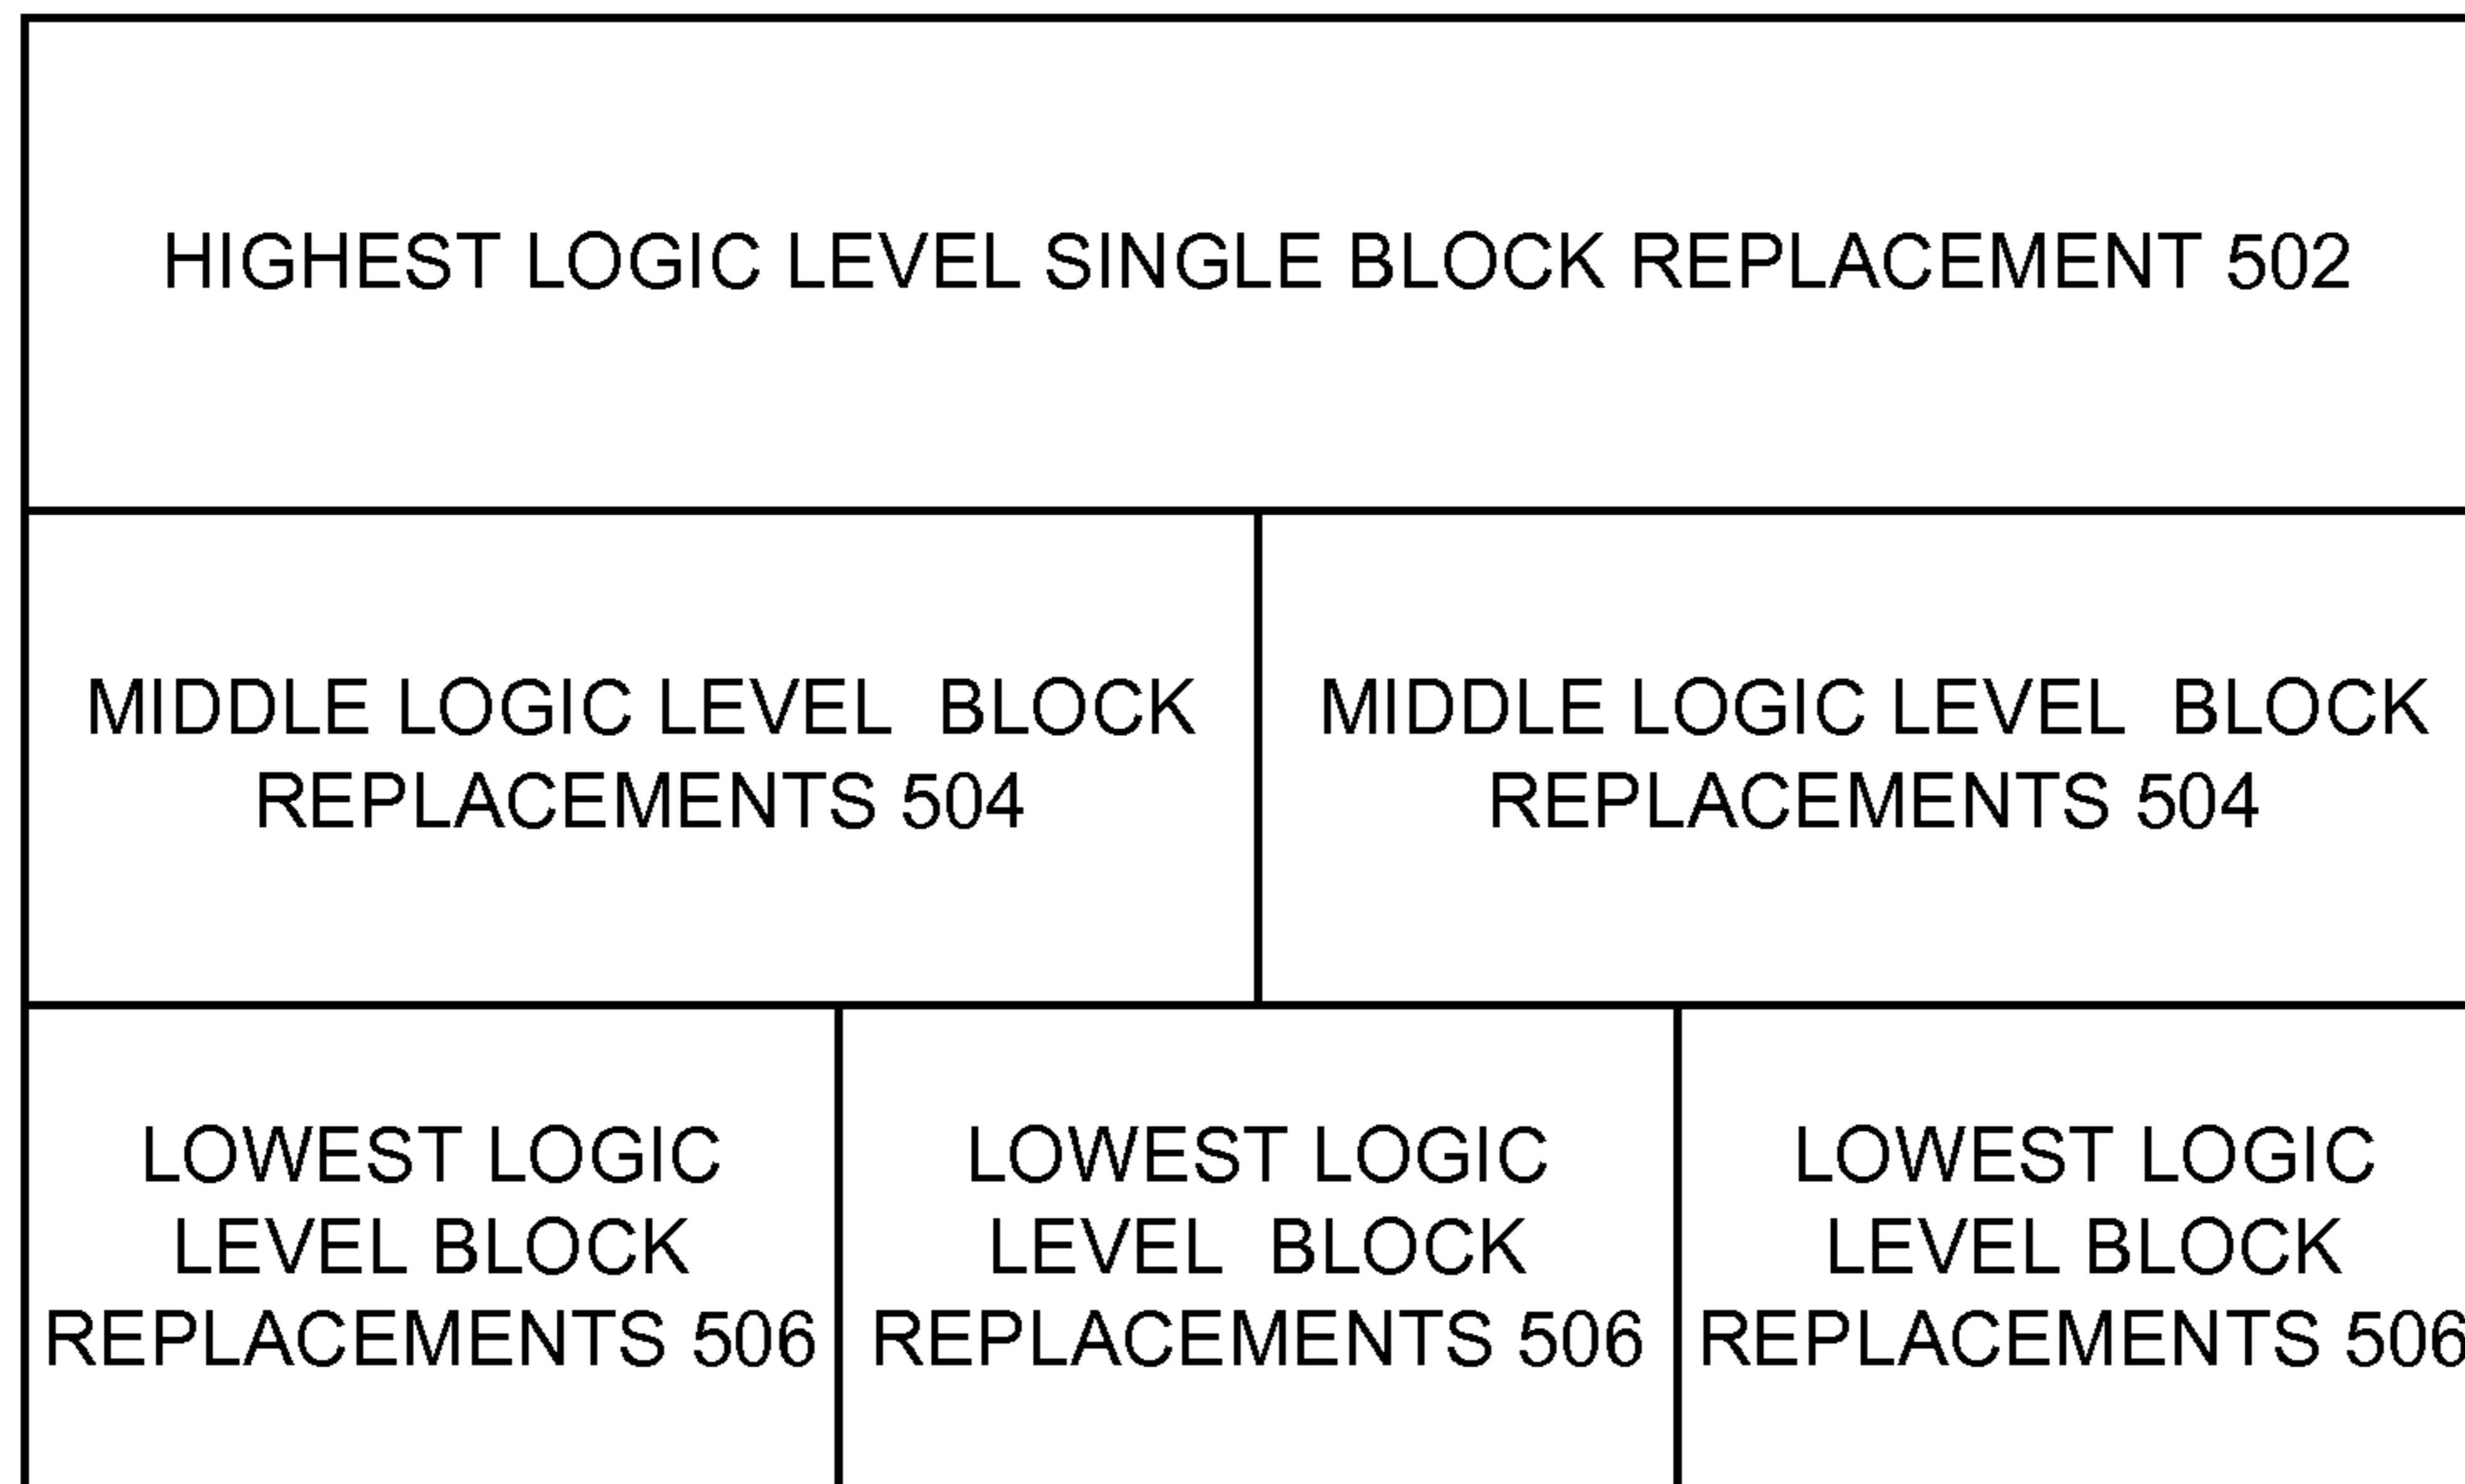 HIGHEST LOGIC LEVEL SINGLE BLOCK REPLACEMENT 502
MIDDLE LOGIC LEVEL BLOCK
REPLACEMENTS 504
MIDDLE LOGIC LEVEL BLOCK
REPLACEMENTS 504
LOWEST LOGIC
LEVEL BLOCK
REPLACEMENTS 506
LOWEST LOGIC
LEVEL BLOCK
REPLACEMENTS 506
LOWEST LOGIC
LEVEL BLOCK
REPLACEMENTS 506